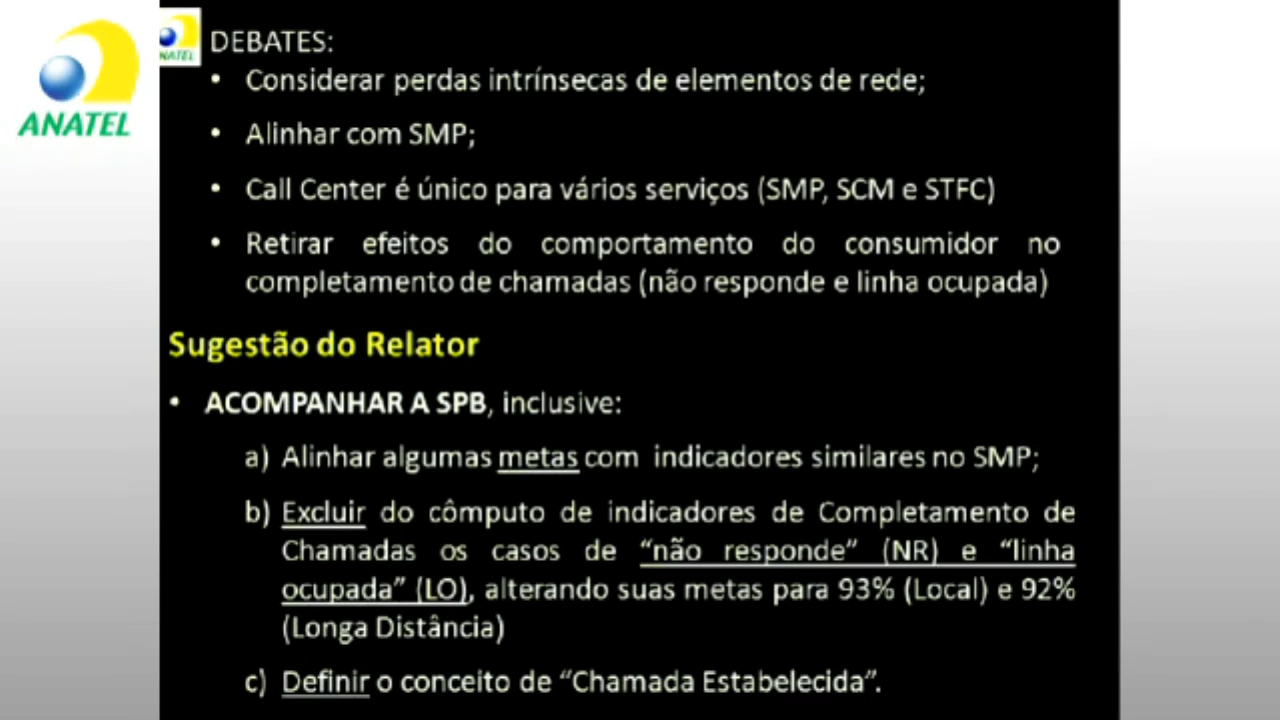 ANATEL
ANATEL
DEBATES:
• Considerar perdas intrínsecas de elementos de rede;
• Alinhar com SMP;
• Call Center é único para vários serviços (SMP, SCM e STFC)
• Retirar efeitos do comportamento do consumidor no
completamento de chamadas (não responde e linha ocupada)
Sugestão do Relator
• ACOMPANHAR A SPB, inclusive:
a) Alinhar algumas metas com indicadores similares no SMP;
b) Excluir do cômputo de indicadores de Completamento de
Chamadas os casos de “não responde” (NR) e “linha
ocupada” (LO), alterando suas metas para 93% (Local) e 92%
(Longa Distância)
c) Definir o conceito de “Chamada Estabelecida”.